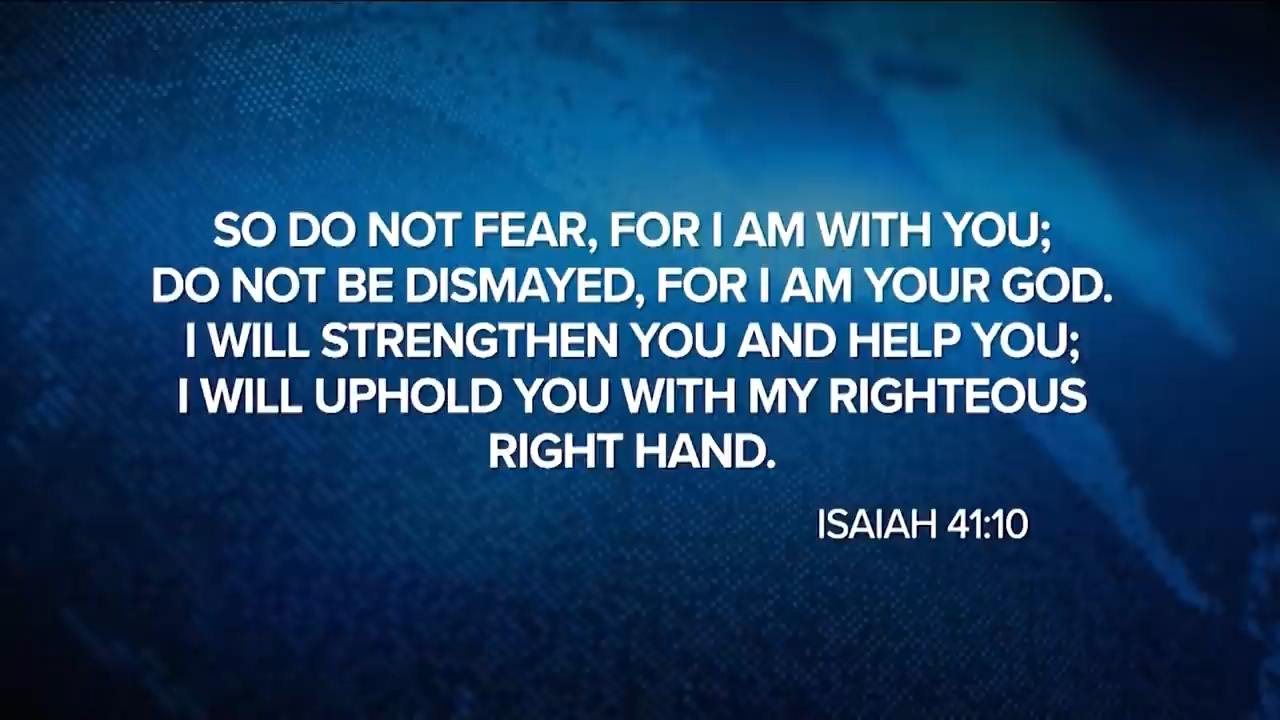 SO DO NOT FEAR, FOR I AM WITH YOU;
DO NOT BE DISMAYED, FOR I AM YOUR GOD.
I WILL STRENGTHEN YOU AND HELP YOU;
I WILL UPHOLD YOU WITH MY RIGHTEOUS
RIGHT HAND.
ISAIAH 41:10